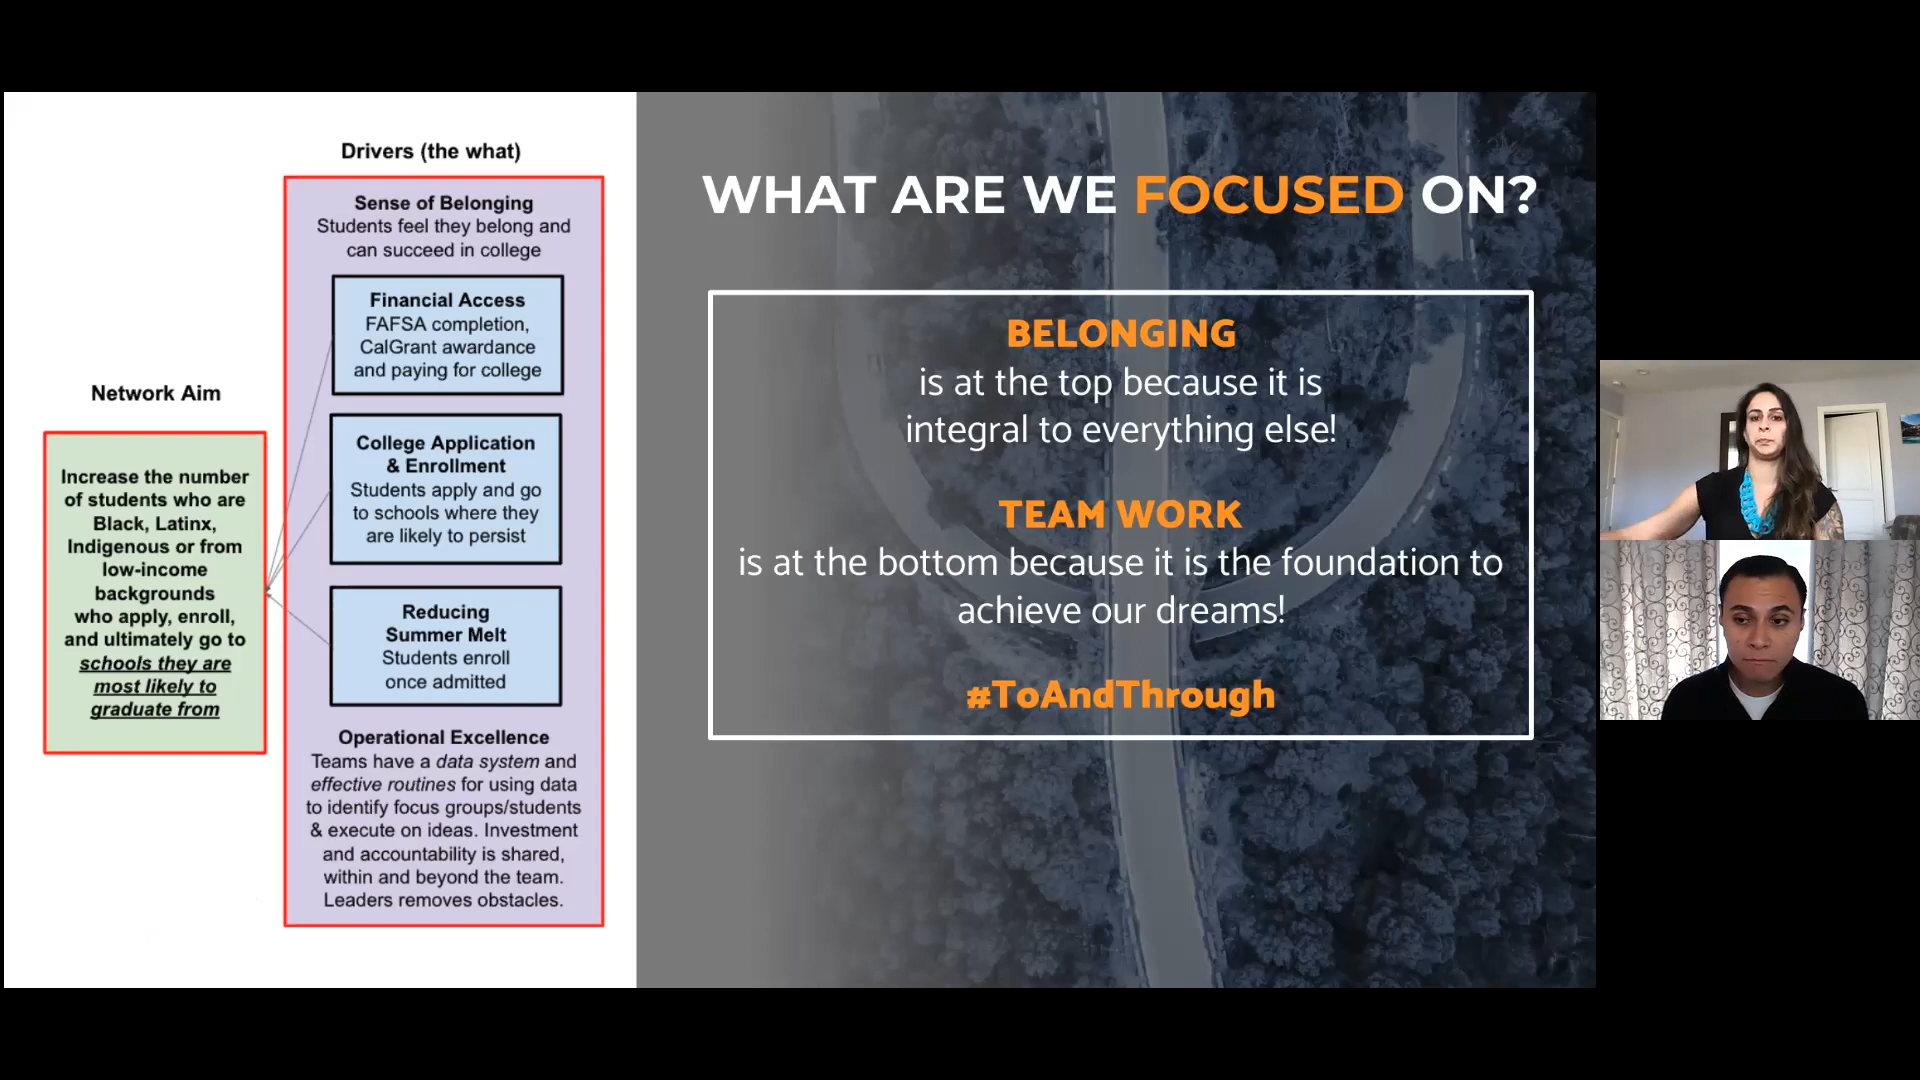 Drivers (the what)
Sense of Belonging
Students feel they belong and
can succeed in college
Financial Access
FAFSA completion,
CalGrant awardance
and paying for college
College Application
& Enrollment
Students apply and go
to schools where they
are likely to persist
Reducing
Summer Melt
Students enroll
once admitted
Operational Excellence
Teams have a data system and
effective routines for using data
to identify focus groups/students
& execute on ideas. Investment
and accountability is shared,
within and beyond the team.
Leaders removes obstacles.
Network Aim
Increase the number
of students who are
Black, Latinx,
Indigenous or from
low-income
backgrounds
who apply, enroll,
and ultimately go to
schools they are
most likely to
graduate from
WHAT ARE WE FOCUSED ON?
BELONGING
is at the top because it is
integral to everything else!
TEAM WORK
is at the bottom because it is the foundation to
achieve our dreams!
#ToAndThrough